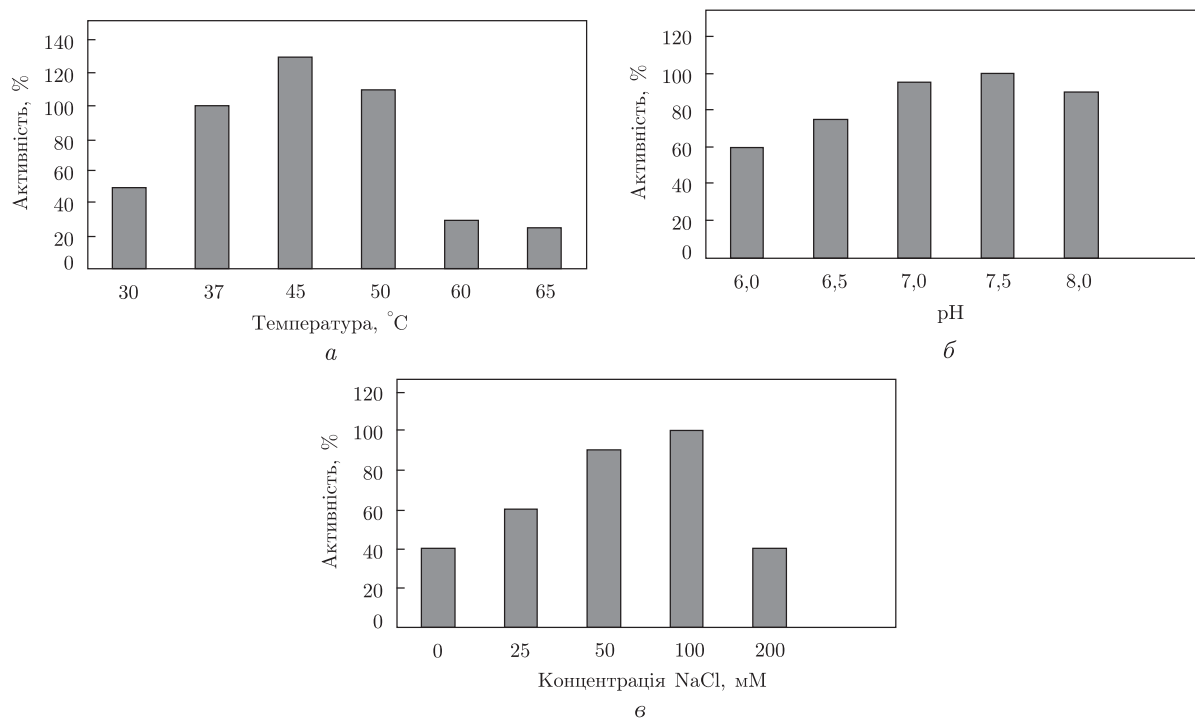 Активність, %
140
120
100
80
60
40
20
0
30 37 45 50 60 65
Температура, °C
а
Активність, %
120
100
80
60
40
20
0
6,0 6,5 7,0 7,5 8,0
pH
б
Активність, %
120
100
80
60
40
20
0
0 25 50 100 200
Концентрація NaCl, мМ
в